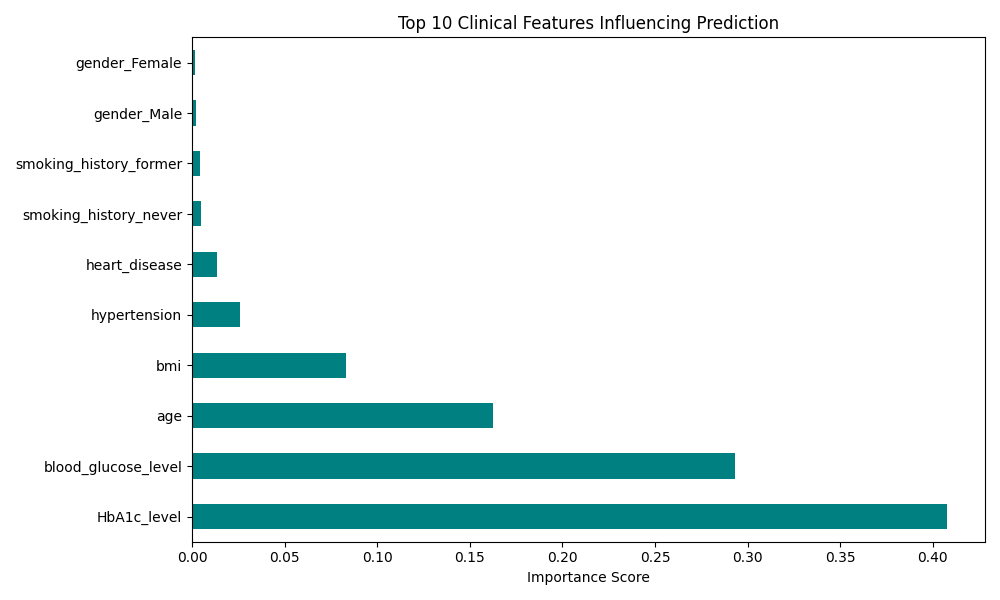 Top 10 Clinical Features Influencing Prediction
gender_Female
gender_Male
smoking_history_former
smoking_history_never
heart_disease
hypertension
bmi
age
blood_glucose_level
HbA1c_level
0.00 0.05 0.10 0.15 0.20 0.25 0.30 0.35 0.40
Importance Score